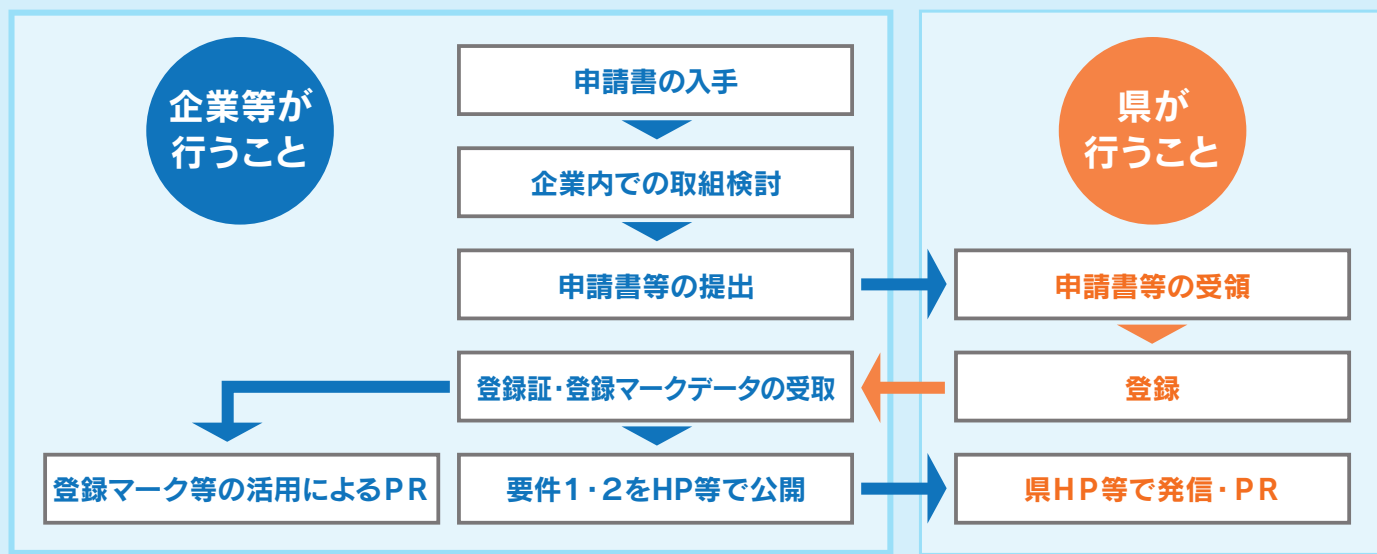 企業等が
行うこと
申請書の入手
企業内での取組検討
申請書等の提出
登録証・登録マークデータの受取
登録マーク等の活用によるPR
要件1・2をHP等で公開
県が
行うこと
申請書等の受領
登録
県HP等で発信・PR